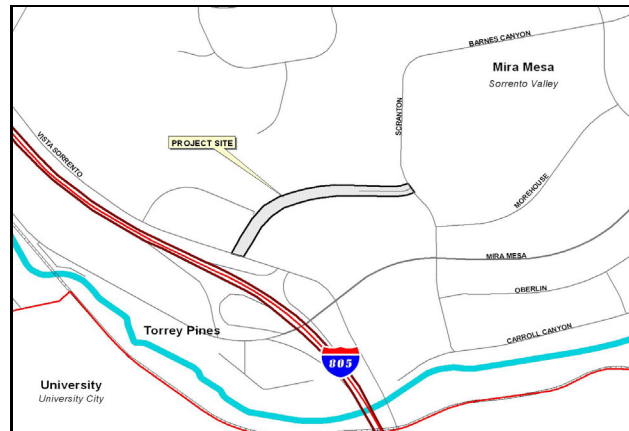 BARNES CANYON
Mira Mesa
Sorrento Valley
SCRANTON
VISTA SORRENTO
PROJECT SITE
MOREHOUSE
MIRA MESA
OBERLIN
Torrey Pines
CARROLL CANYON
805
University
University City